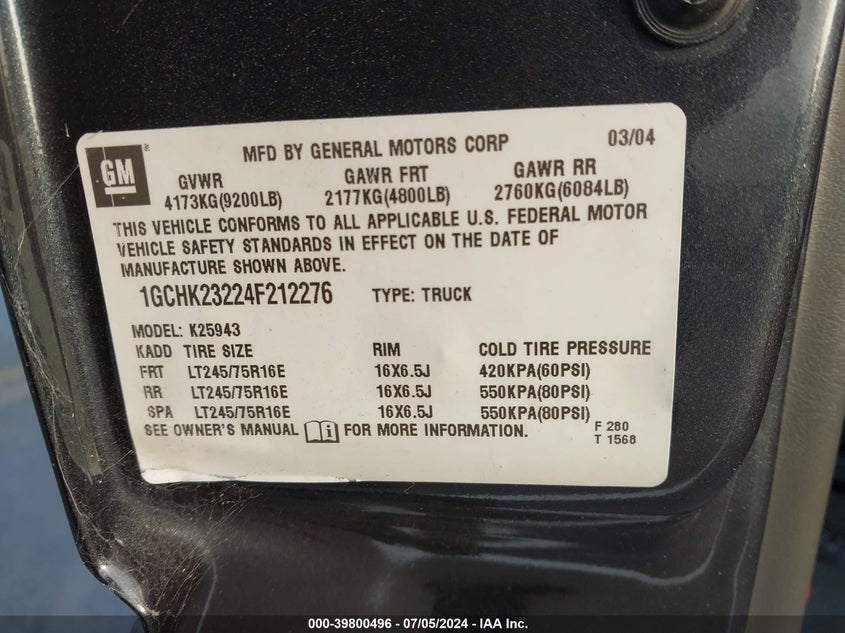 GM ® MFD BY GENERAL MOTORS CORP 03/04
GVWR GAWR FRT GAWR RR
4173KG(9200LB) 2177KG(4800LB) 2760KG(6084LB)
THIS VEHICLE CONFORMS TO ALL APPLICABLE U.S. FEDERAL MOTOR
VEHICLE SAFETY STANDARDS IN EFFECT ON THE DATE OF
MANUFACTURE SHOWN ABOVE.
1GCHK23224F212276 TYPE: TRUCK
MODEL: K25943
KADD TIRE SIZE RIM COLD TIRE PRESSURE
FRT LT245/75R16E 16X6.5J 420KPA(60PSI)
RR LT245/75R16E 16X6.5J 550KPA(80PSI)
SPA LT245/75R16E 16X6.5J 550KPA(80PSI)
SEE OWNER'S MANUAL i FOR MORE INFORMATION.
F 280
T 1568
000-39800496 - 07/05/2024 - IAA Inc.